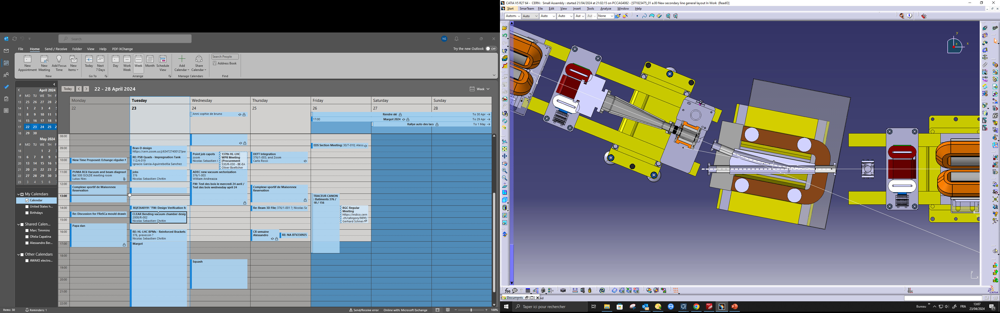 CATIA V5 R27 64 - CERN : Small Assembly : started 21/04/2024 at 21:02:15 on PCCAG4082 - [ST1823475_01 a.00 New secondary line general layout In Work (ReadO]
Start SmarTeam File Edit View Insert Tools Analyze Window Help
Auto Auto Auto None
Search
NS
File Home Send / Receive Folder View Help PDF-XChange
Try the new Outlook Off
New Appointment
New Meeting
Add Focus Time
New Items
Today
Next 7 Days
Day
Work Week
Week
Month
Schedule View
Add Calendar
Share Calendar
Search People
Address Book
New
Go To
Arrange
Manage Calendars
Find
Today
22 - 28 April 2024
Week
April 2024
# MO TU WE TH F
13 25 26 27 28 2
14 1 2 3 4 5
15 8 9 10 11 1
16 15 16 17 18 1
17 22 23 24 25 2
18 29 30
May 2024
# MO TU WE TH F
18 1 2 3
19 6 7 8 9 1
20 13 14 15 16 1
21 20 21 22 23 2
22 27 28 29 30 3
23 3 4 5 6 7
My Calendars
Calendar
United States h...
Birthdays
Shared Calen...
Marc Timmins
Ofelia Capatina
Alessandro Ber...
Other Calendars
AWAKE electro...
Monday Tuesday Wednesday Thursday Friday Saturday Sunday
22 23 24 25 26 27 28
Anni sophie de bruno
Rendre ski
To 30 Apr
17:00
Margot 2024
To 29 Apr
Rallye auto des lacs
To 1 May
08:00
09:00
10:00
11:00
12:00
13:00
14:00
15:00
16:00
17:00
18:00
19:00
20:00
21:00
22:00
New Time Proposed: Echange régulier
PUMA RC6 Vacuum and beam diagnsot
Bat 508 ISOLDE meeting room
Lukas Nies
Complexe sportif de Maisonnex
Reservation
Re: Discussion for FReSCa mould drawi
Papa dan
Bran-D design
https://cern.zoom.us/j/63472740012?pw
RE: PSB Quads - Impregnation Tank
112/4-019
Ignacio Garcia-Aguirrebeitia Sanchez
jobs
376
Nicolas Sebastien Chritin
RQF2640191 "FW: Design Verification fo
CLEAR Bending vacuum chamber desig
2008/R-002
Nicolas Sebastien Chritin
RE: HL-LHC BPMs - Reinforced Brackets
376, prevessin ?
Nicolas Sebastien Chritin
Margot
Point job capots
zoom
Nicolas Sebastien
137th HL-LHC
WP8 Meeting
[Procurement
530/R-030 - BE-EA
Oliver Boettcher
ADEC new vacuum sectorization
376/1-003
William Andreazza
FW: Test des bois le mercredi 24 avril /
Test des bois wednesday april 24
Squash
DEFT Integration
376/1-003; and Zoom
Carlo Rossi
Complexe sportif de Maisonnex
Reservation
Re: Beam 3D File; 376/1-001 ?; Nicolas Se
CR semaine
Alessandro
RE: NA BTV230925
EDS Section Meeting; 30/7-010; Aless
TRACEUR CANON
: Batiments 376 /
18 / 156
BGC Regular
Meeting
https://indico.cern
.ch/category/9896/
Gerhard Schnei
Items: 30
Reminders: 1
Send/Receive error
Online with: Microsoft Exchange
100%
y
x
z
Documents
CATIA
Taper ici pour rechercher
Bureau
FRA
13:07
23/04/2024
21